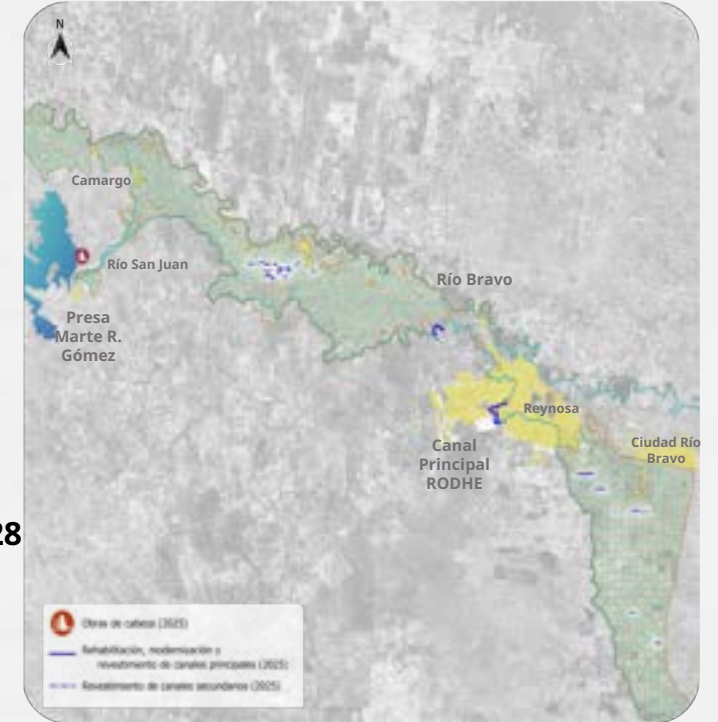 N
Camargo
Río San Juan
Río Bravo
Presa
Marte R.
Gómez
Reynosa
Canal
Principal
RODHE
Ciudad Río
Bravo
28
Obras de cabeza (2025)
Rehabilitación, modernización y
revestimiento de canales principales (2025)
Revestimiento de canales secundarios (2025)